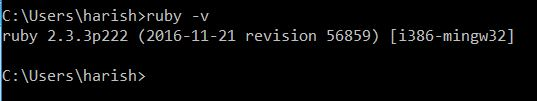 C:\Users\harish>ruby -v
ruby 2.3.3p222 (2016-11-21 revision 56859) [i386-mingw32]
C:\Users\harish>